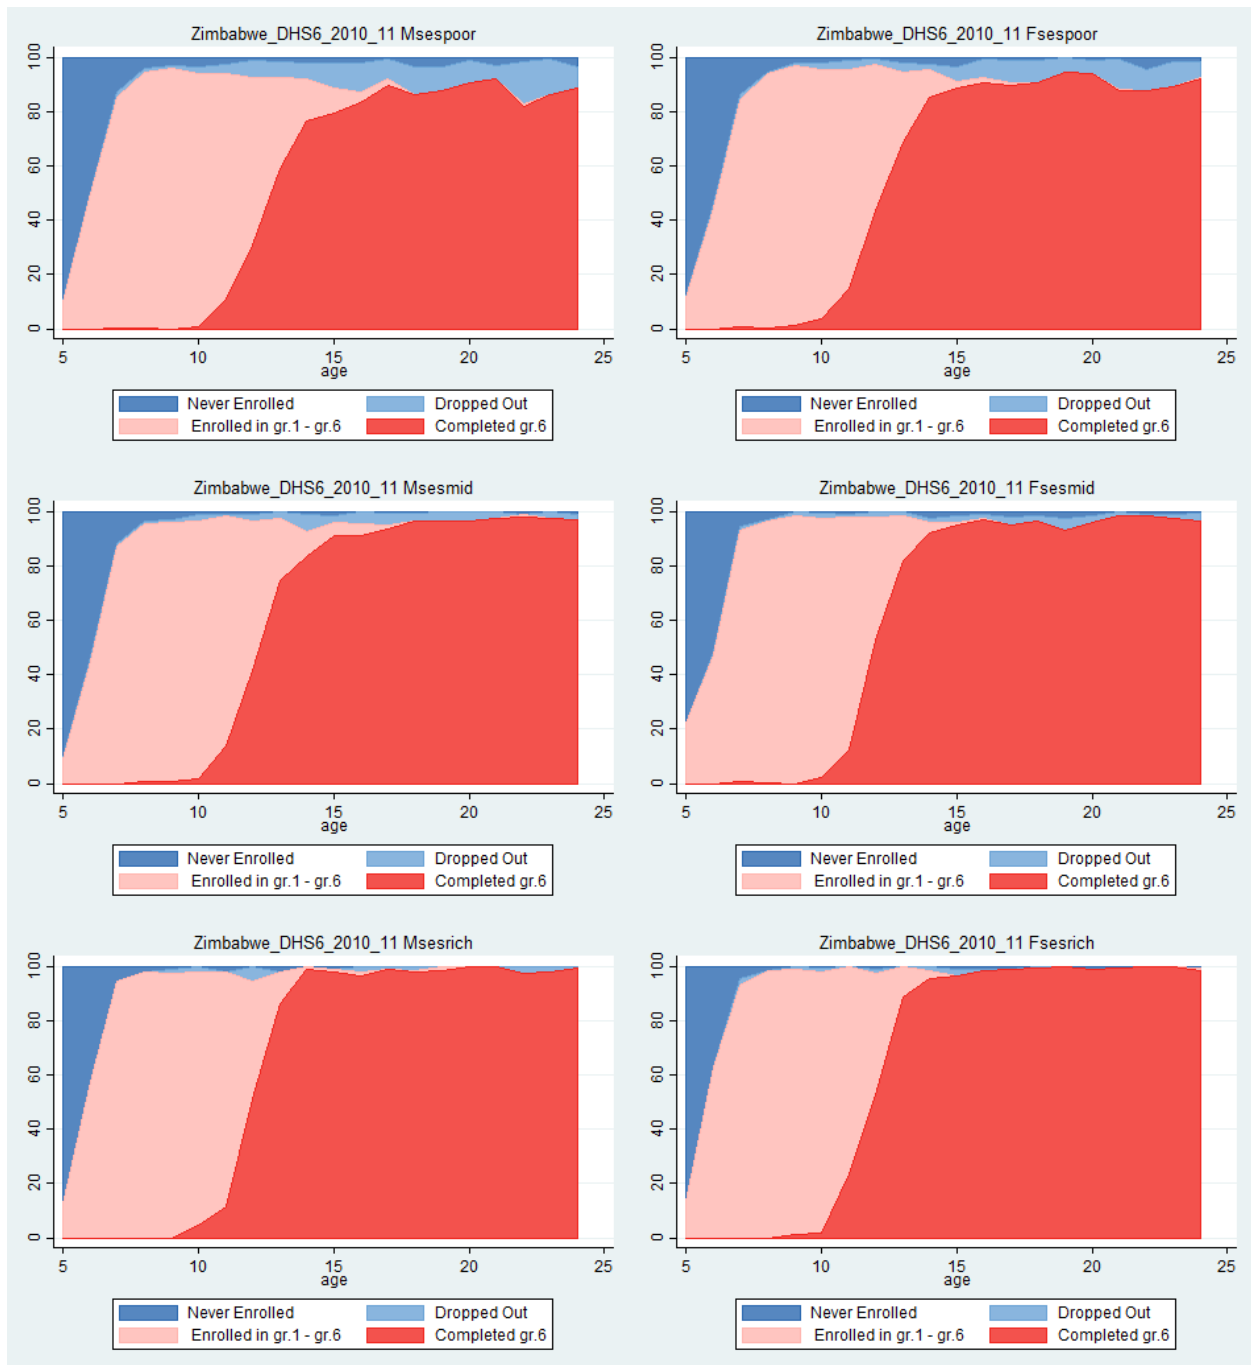 Zimbabwe_DHS6_2010_11 Msespoor
100
80
60
40
20
0
5 10 15 20 25
age
Never Enrolled Dropped Out
Enrolled in gr.1 - gr.6 Completed gr.6
Zimbabwe_DHS6_2010_11 Fsespoor
100
80
60
40
20
0
5 10 15 20 25
age
Never Enrolled Dropped Out
Enrolled in gr.1 - gr.6 Completed gr.6
Zimbabwe_DHS6_2010_11 Msesmid
100
80
60
40
20
0
5 10 15 20 25
age
Never Enrolled Dropped Out
Enrolled in gr.1 - gr.6 Completed gr.6
Zimbabwe_DHS6_2010_11 Fsesmid
100
80
60
40
20
0
5 10 15 20 25
age
Never Enrolled Dropped Out
Enrolled in gr.1 - gr.6 Completed gr.6
Zimbabwe_DHS6_2010_11 Msesrich
100
80
60
40
20
0
5 10 15 20 25
age
Never Enrolled Dropped Out
Enrolled in gr.1 - gr.6 Completed gr.6
Zimbabwe_DHS6_2010_11 Fsesrich
100
80
60
40
20
0
5 10 15 20 25
age
Never Enrolled Dropped Out
Enrolled in gr.1 - gr.6 Completed gr.6